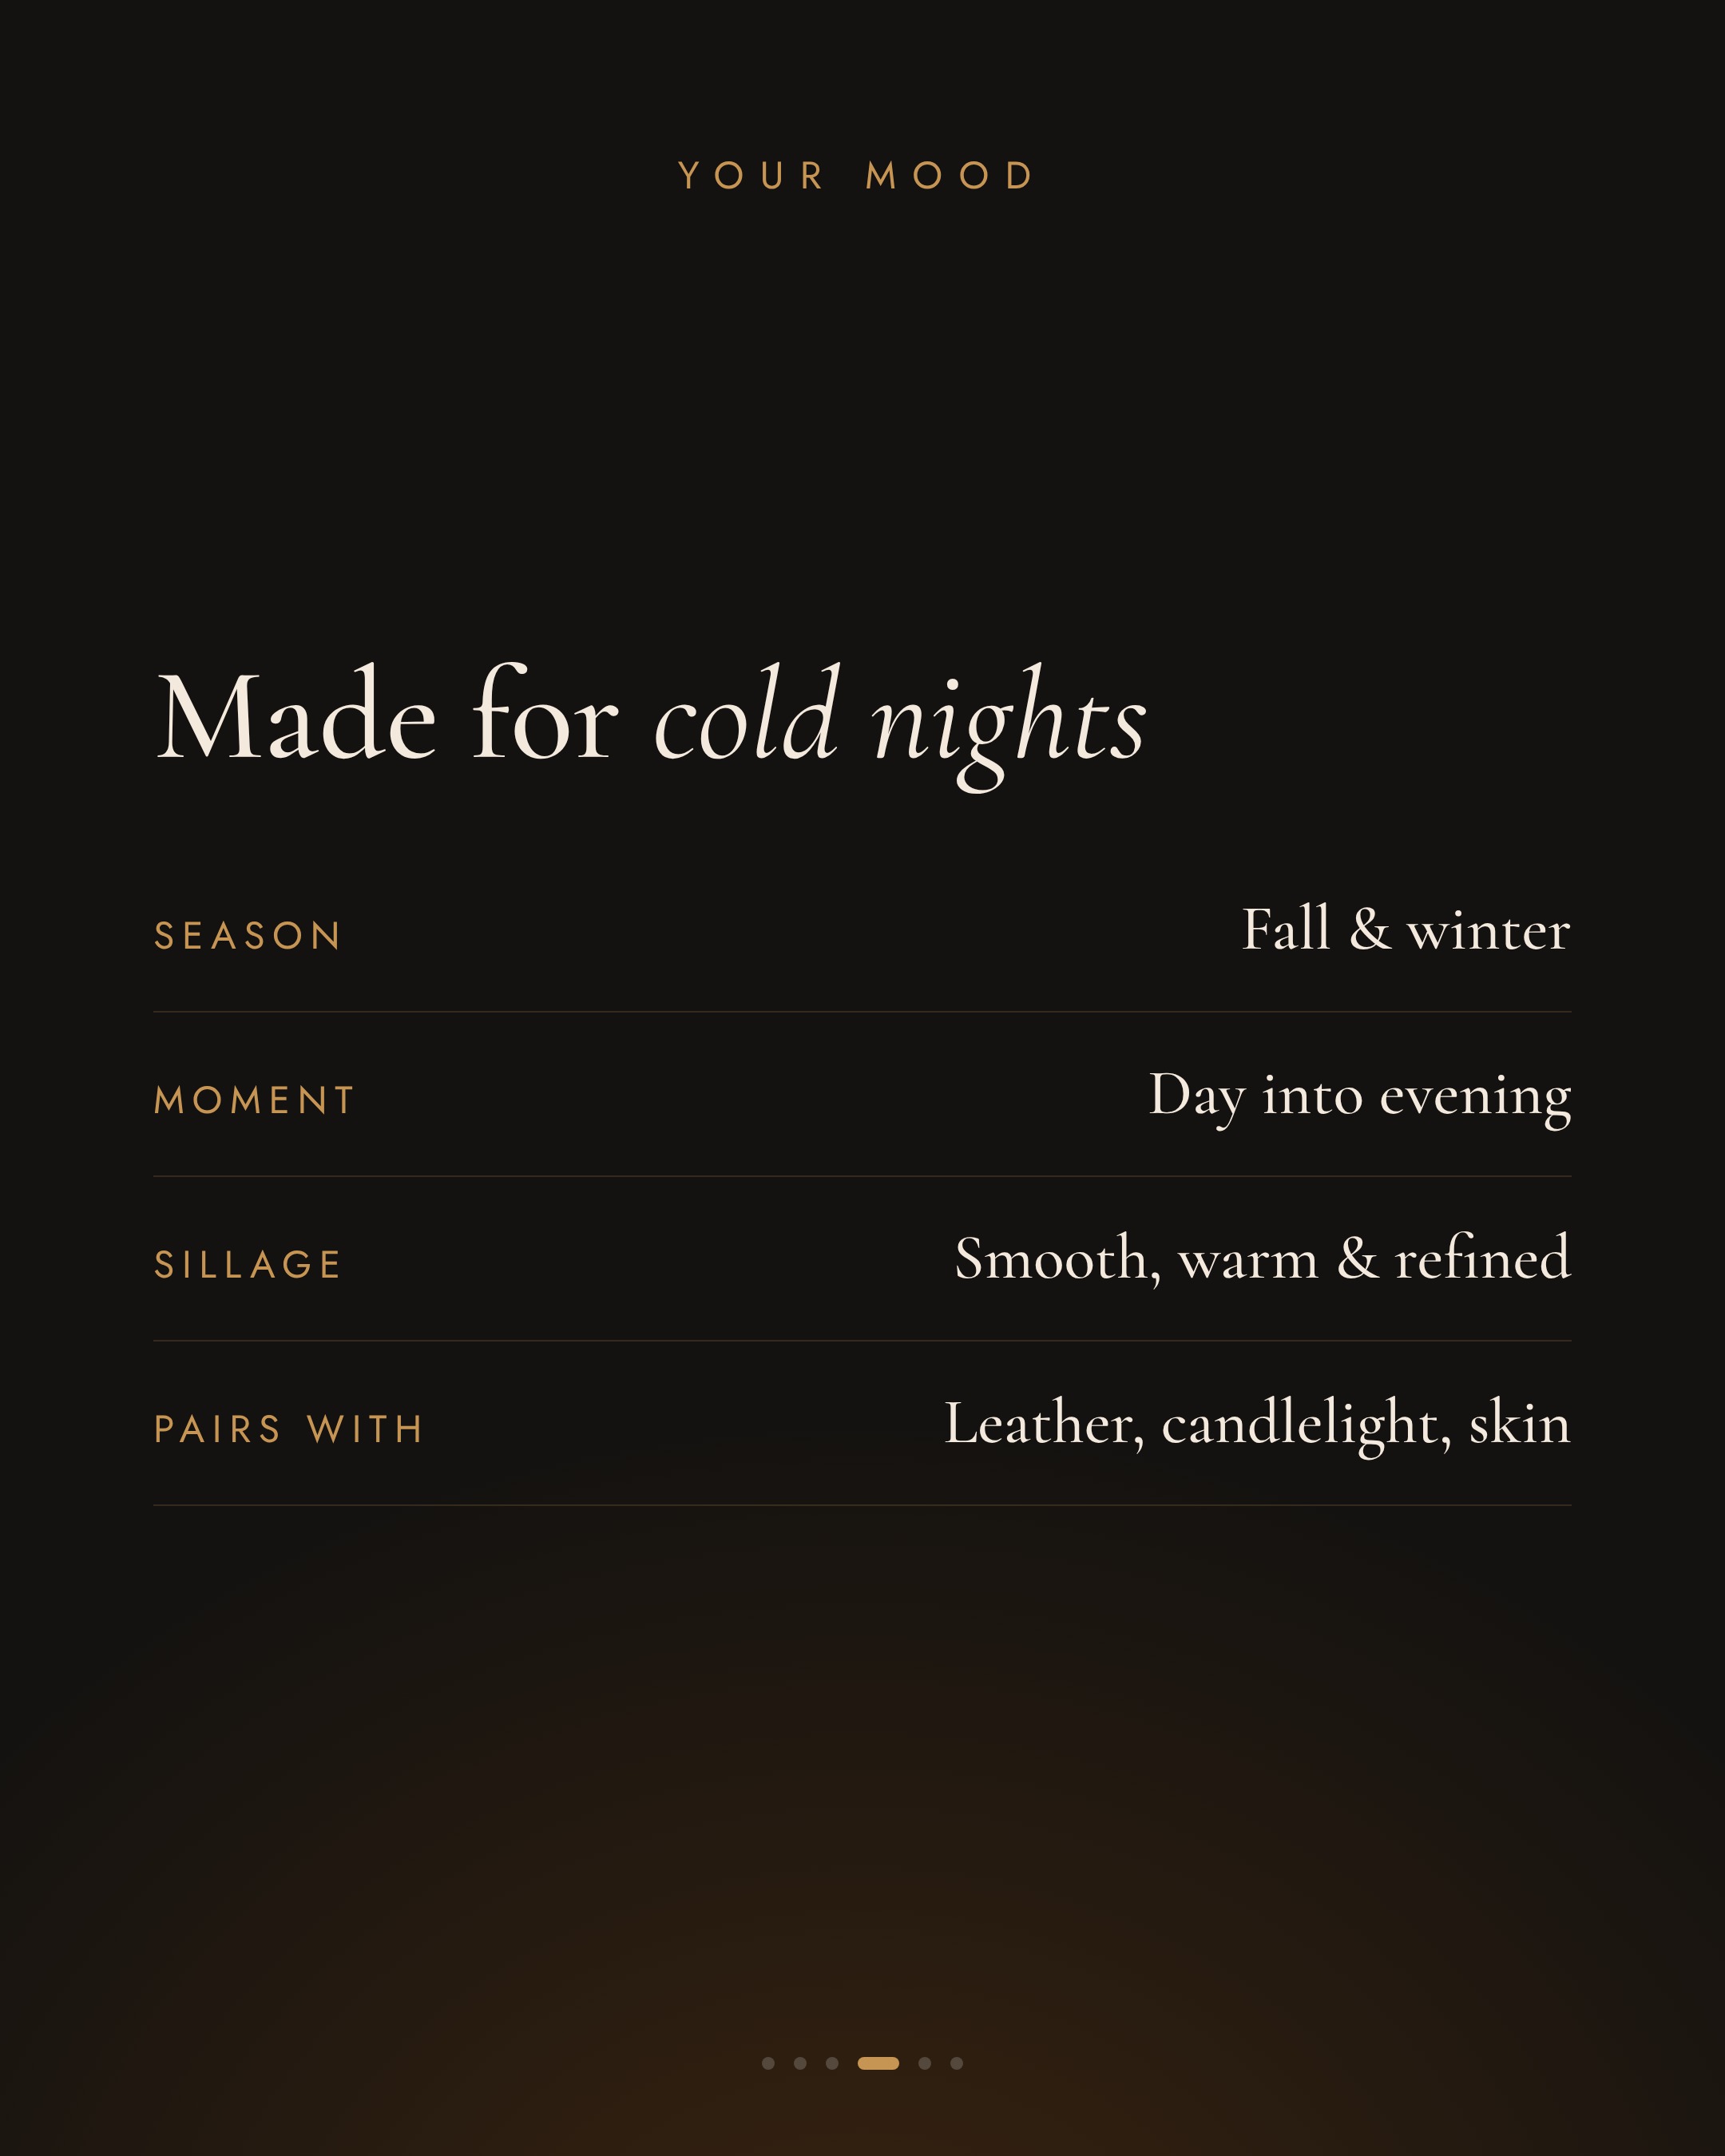 YOUR MOOD
Made for cold nights
SEASON Fall & winter
MOMENT Day into evening
SILLAGE Smooth, warm & refined
PAIRS WITH Leather, candlelight, skin